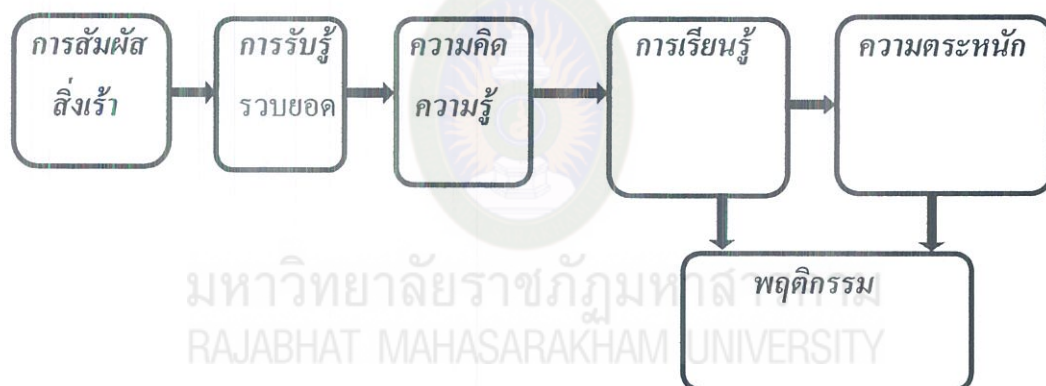 การสัมผัส
สิ่งเร้า
การรับรู้
รวบยอด
ความคิด
ความรู้
การเรียนรู้
ความตระหนัก
พฤติกรรม
มหาวิทยาลัยราชภัฏมหาสารคาม
RAJABHAT MAHASARAKHAM UNIVERSITY